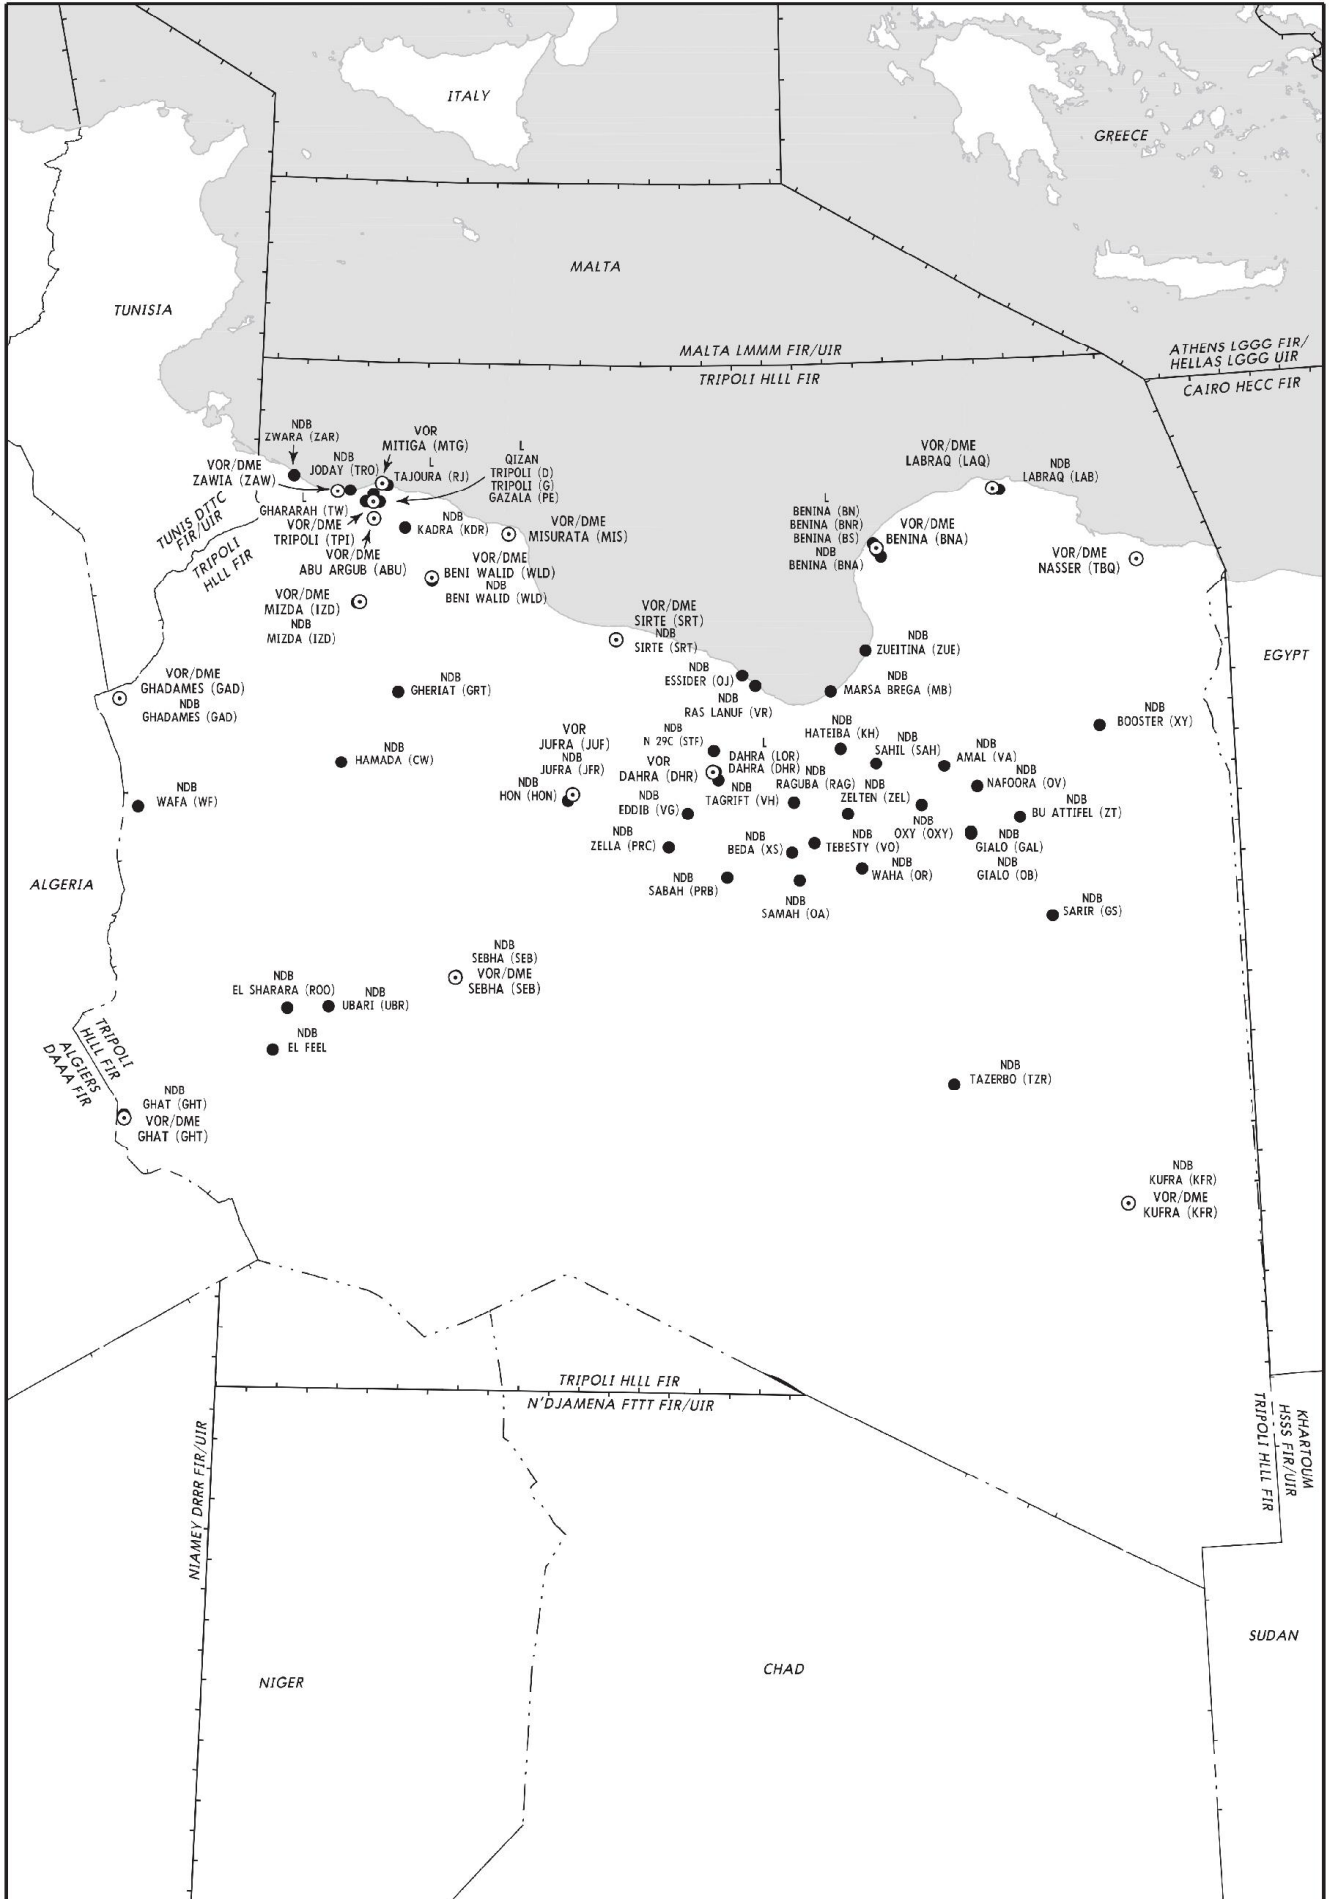 ITALY
GREECE
MALTA
TUNISIA
MALTA LMMM FIR/UIR
TRIPOLI HLLL FIR
ATHENS LGGG FIR/
HELLAS LGGG UIR
CAIRO HECC FIR
NDB
ZWARA (ZAR)
VOR
MITIGA (MTG)
VOR/DME
ZAWIA (ZAW)
NDB
JODAY (TRO)
L
TAJOURA (RJ)
L
QIZAN
TRIPOLI (D)
TRIPOLI (G)
GAZALA (PE)
L
GHARARAH (TW)
VOR/DME
TRIPOLI (TPI)
VOR/DME
ABU ARGUB (ABU)
NDB
KADRA (KDR)
VOR/DME
MISURATA (MIS)
VOR/DME
BENI WALID (WLD)
NDB
BENI WALID (WLD)
VOR/DME
MIZDA (IZD)
NDB
MIZDA (IZD)
TUNIS DTTC
FIR/UIR
TRIPOLI
HLLL FIR
VOR/DME
LABRAQ (LAQ)
NDB
LABRAQ (LAB)
L
BENINA (BN)
BENINA (BNR)
BENINA (BS)
NDB
BENINA (BNA)
VOR/DME
BENINA (BNA)
VOR/DME
NASSER (TBQ)
VOR/DME
SIRTE (SRT)
NDB
SIRTE (SRT)
NDB
ZUEITINA (ZUE)
EGYPT
VOR/DME
GHADAMES (GAD)
NDB
GHADAMES (GAD)
NDB
GHERIAT (GRT)
NDB
ESSIDER (OJ)
NDB
RAS LANUF (VR)
NDB
MARSA BREGA (MB)
NDB
BOOSTER (XY)
NDB
HAMADA (CW)
VOR
JUFRA (JUF)
NDB
JUFRA (JFR)
NDB
HON (HON)
NDB
N 29C (STF)
VOR
DAHRA (DHR)
L
DAHRA (LOR)
DAHRA (DHR)
NDB
TAGRIFT (VH)
NDB
HATEIBA (KH)
NDB
SAHIL (SAH)
NDB
AMAL (VA)
NDB
NAFOORA (OV)
NDB
RAGUBA (RAG)
NDB
ZELTEN (ZEL)
NDB
WAFA (WF)
NDB
EDDIB (VG)
NDB
OXY (OXY)
NDB
BU ATTIFEL (ZT)
NDB
ZELLA (PRC)
NDB
BEDA (XS)
NDB
TEBESTY (VO)
NDB
GIALO (GAL)
NDB
GIALO (OB)
NDB
SABAH (PRB)
NDB
SAMAH (OA)
NDB
WAHA (OR)
NDB
SARIR (GS)
ALGERIA
NDB
SEBHA (SEB)
VOR/DME
SEBHA (SEB)
NDB
EL SHARARA (ROO)
NDB
UBARI (UBR)
NDB
EL FEEL
TRIPOLI
HLLL FIR
ALGIERS
DAAA FIR
NDB
GHAT (GHT)
VOR/DME
GHAT (GHT)
NDB
TAZERBO (TZR)
NDB
KUFRA (KFR)
VOR/DME
KUFRA (KFR)
TRIPOLI HLLL FIR
N'DJAMENA FTTT FIR/UIR
NIAMEY DRRR FIR/UIR
KHARTOUM
HSSS FIR/UIR
TRIPOLI HLLL FIR
SUDAN
CHAD
NIGER